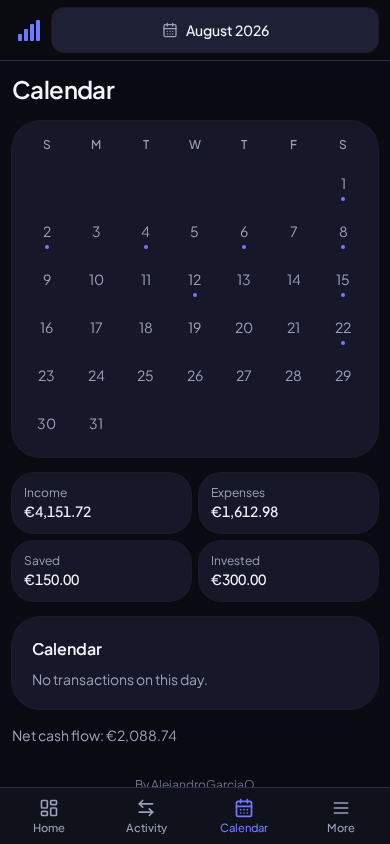 August 2026
Calendar
S M T W T F S
1
2 3 4 5 6 7 8
9 10 11 12 13 14 15
16 17 18 19 20 21 22
23 24 25 26 27 28 29
30 31
Income Expenses
€4,151.72 €1,612.98
Saved Invested
€150.00 €300.00
Calendar
No transactions on this day.
Net cash flow: €2,088.74
By AlejandroGarciaO
Home Activity Calendar More